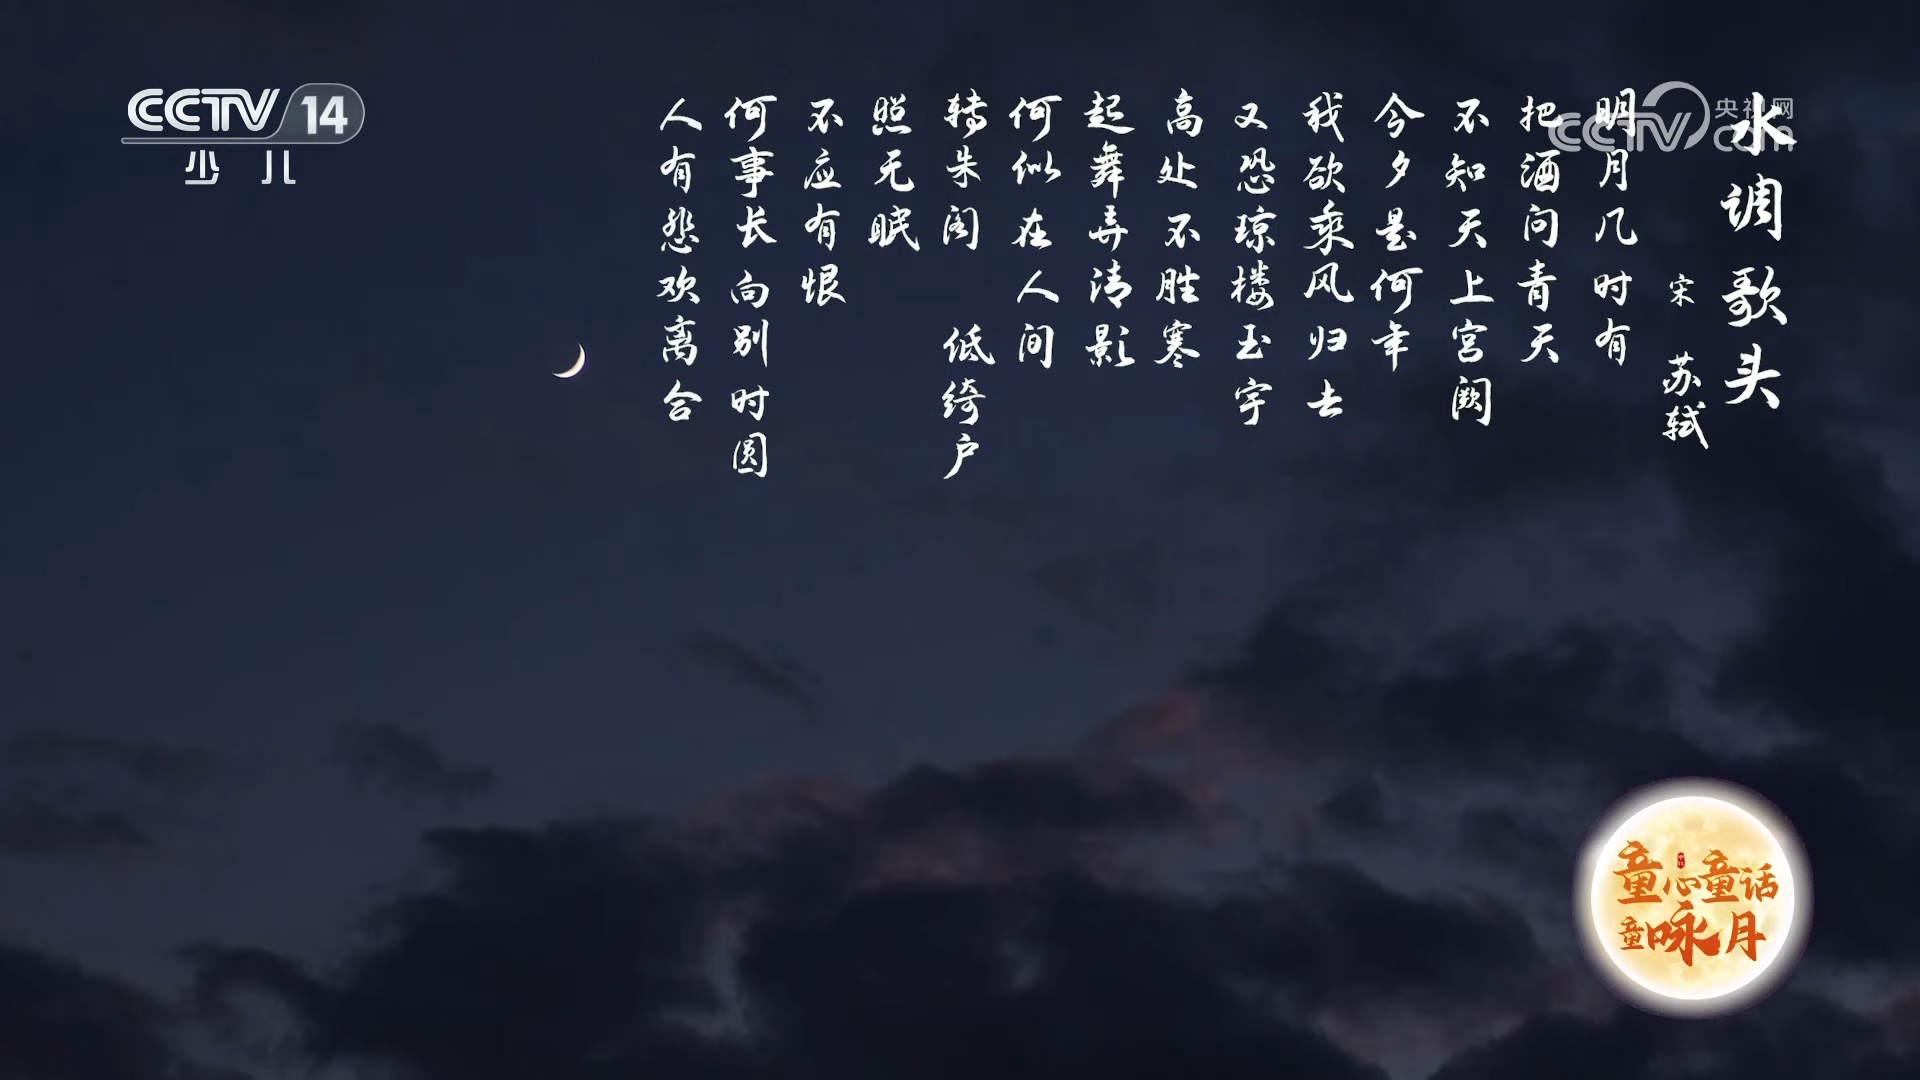 CCTV 14
少儿
央视网
CCTV.com
水调歌头
宋 苏轼
明月几时有
把酒问青天
不知天上宫阙
今夕是何年
我欲乘风归去
又恐琼楼玉宇
高处不胜寒
起舞弄清影
何似在人间
转朱阁 低绮户
照无眠
不应有恨
何事长向别时圆
人有悲欢离合
童心童话
童咏月